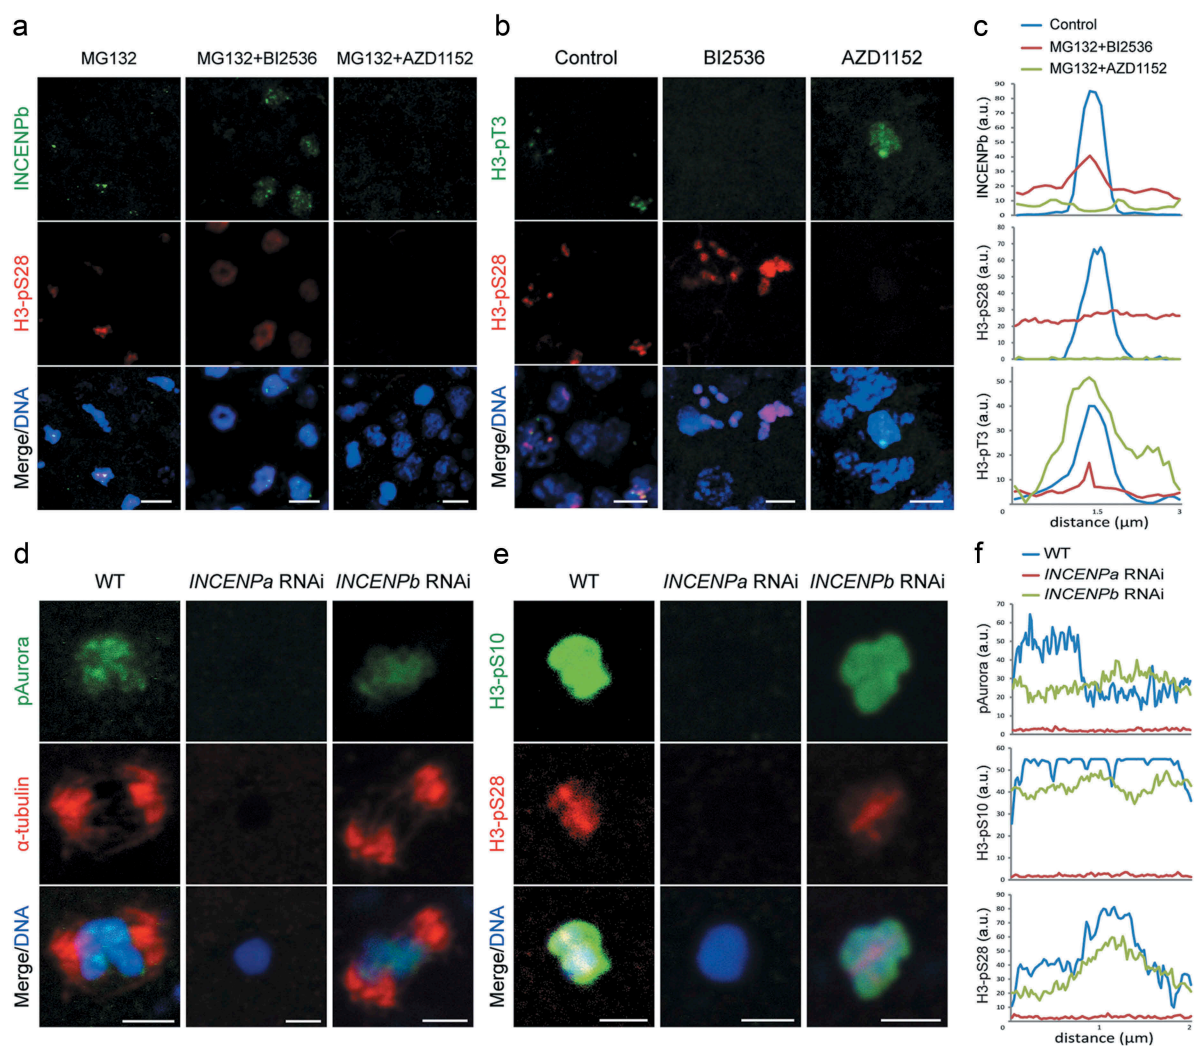 a
MG132
MG132+BI2536
MG132+AZD1152
INCENPb
H3-pS28
Merge/DNA
b
Control
BI2536
AZD1152
H3-pT3
H3-pS28
Merge/DNA
c
Control
MG132+BI2536
MG132+AZD1152
INCENPb (a.u.)
90
80
70
60
50
40
30
20
10
0
H3-pS28 (a.u.)
80
70
60
50
40
30
20
10
0
H3-pT3 (a.u.)
50
40
30
20
10
0
1.5
3
distance (µm)
d
WT
INCENPa RNAi
INCENPb RNAi
pAurora
α-tubulin
Merge/DNA
e
WT
INCENPa RNAi
INCENPb RNAi
H3-pS10
H3-pS28
Merge/DNA
f
WT
INCENPa RNAi
INCENPb RNAi
pAurora (a.u.)
70
60
50
40
30
20
10
0
H3-pS10 (a.u.)
60
50
40
30
20
10
0
H3-pS28 (a.u.)
90
80
70
60
50
40
30
20
10
0
1
2
distance (µm)